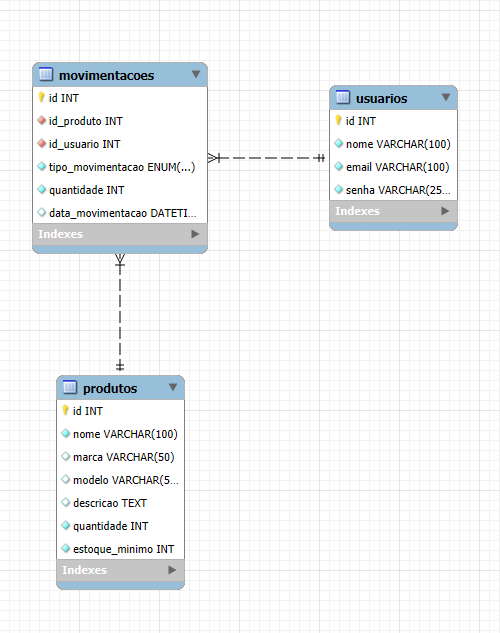 movimentacoes
id INT
id_produto INT
id_usuario INT
tipo_movimentacao ENUM(...)
quantidade INT
data_movimentacao DATETI...
Indexes
usuarios
id INT
nome VARCHAR(100)
email VARCHAR(100)
senha VARCHAR(25...
Indexes
produtos
id INT
nome VARCHAR(100)
marca VARCHAR(50)
modelo VARCHAR(5...
descricao TEXT
quantidade INT
estoque_minimo INT
Indexes